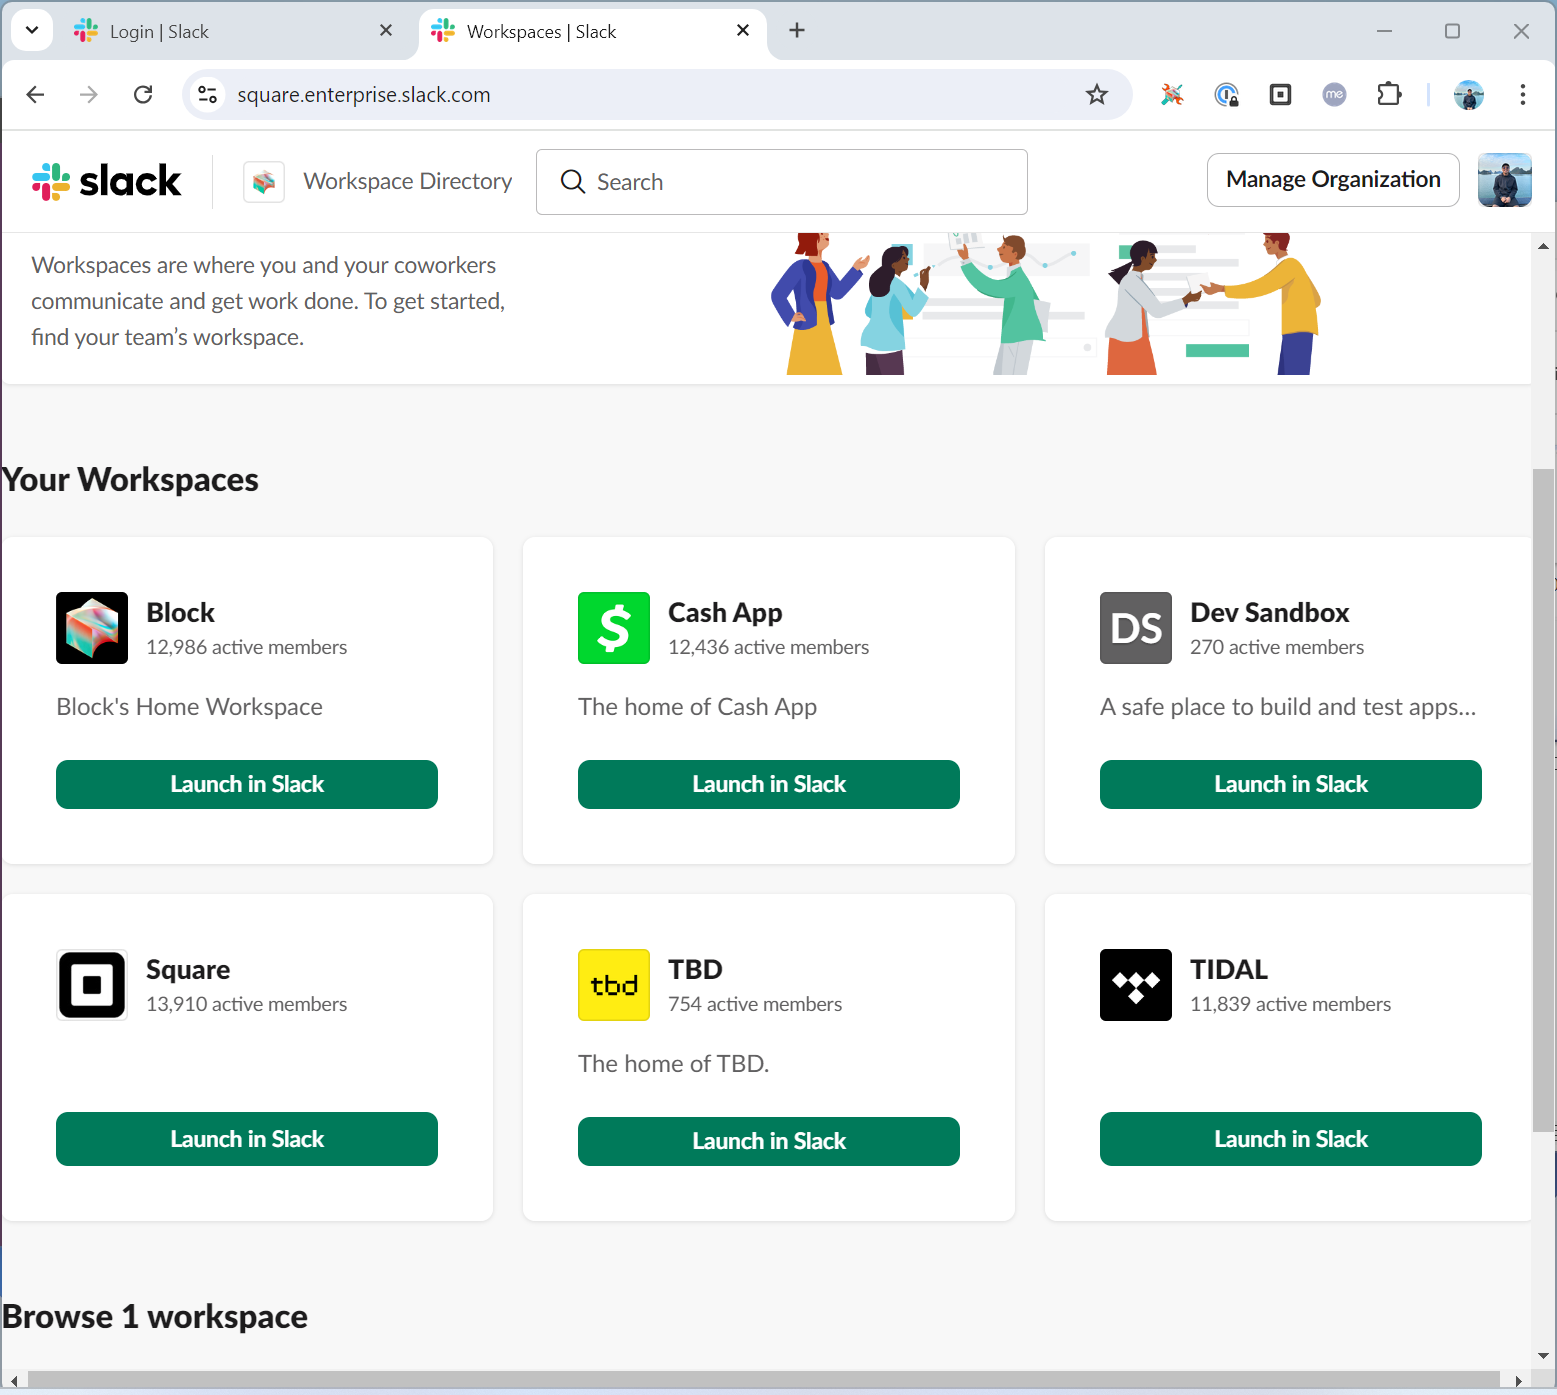 Login | Slack
Workspaces | Slack
square.enterprise.slack.com
me
slack
Workspace Directory
Search
Manage Organization
Workspaces are where you and your coworkers
communicate and get work done. To get started,
find your team’s workspace.
Your Workspaces
Block
12,986 active members
Block's Home Workspace
Launch in Slack
Cash App
12,436 active members
The home of Cash App
Launch in Slack
DS
Dev Sandbox
270 active members
A safe place to build and test apps...
Launch in Slack
Square
13,910 active members
Launch in Slack
tbd
TBD
754 active members
The home of TBD.
Launch in Slack
TIDAL
11,839 active members
Launch in Slack
Browse 1 workspace